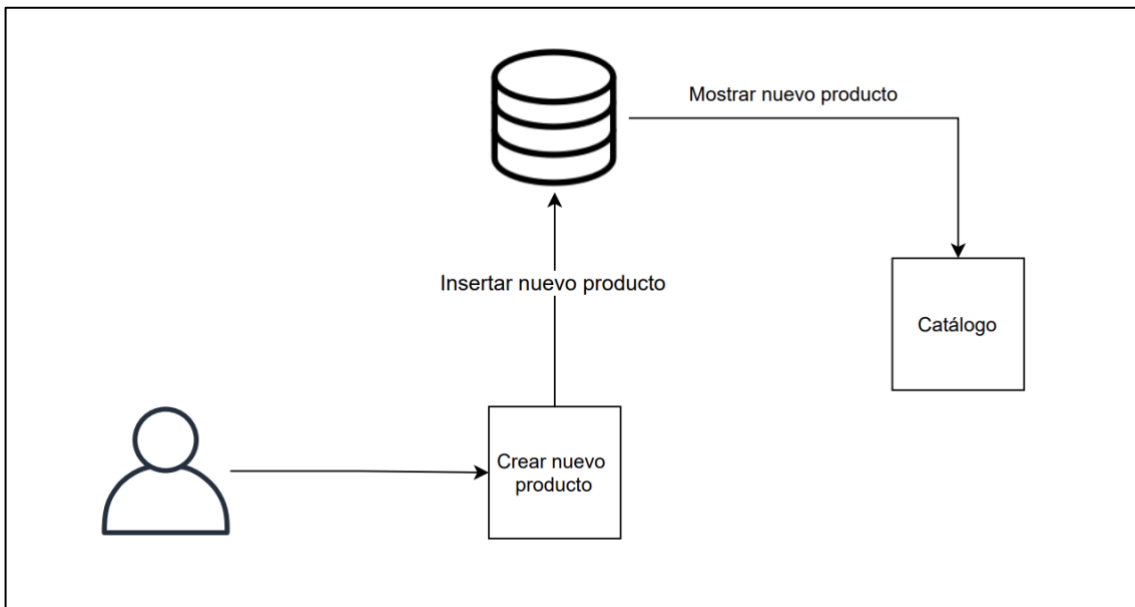 Mostrar nuevo producto
Insertar nuevo producto
Catálogo
Crear nuevo
producto